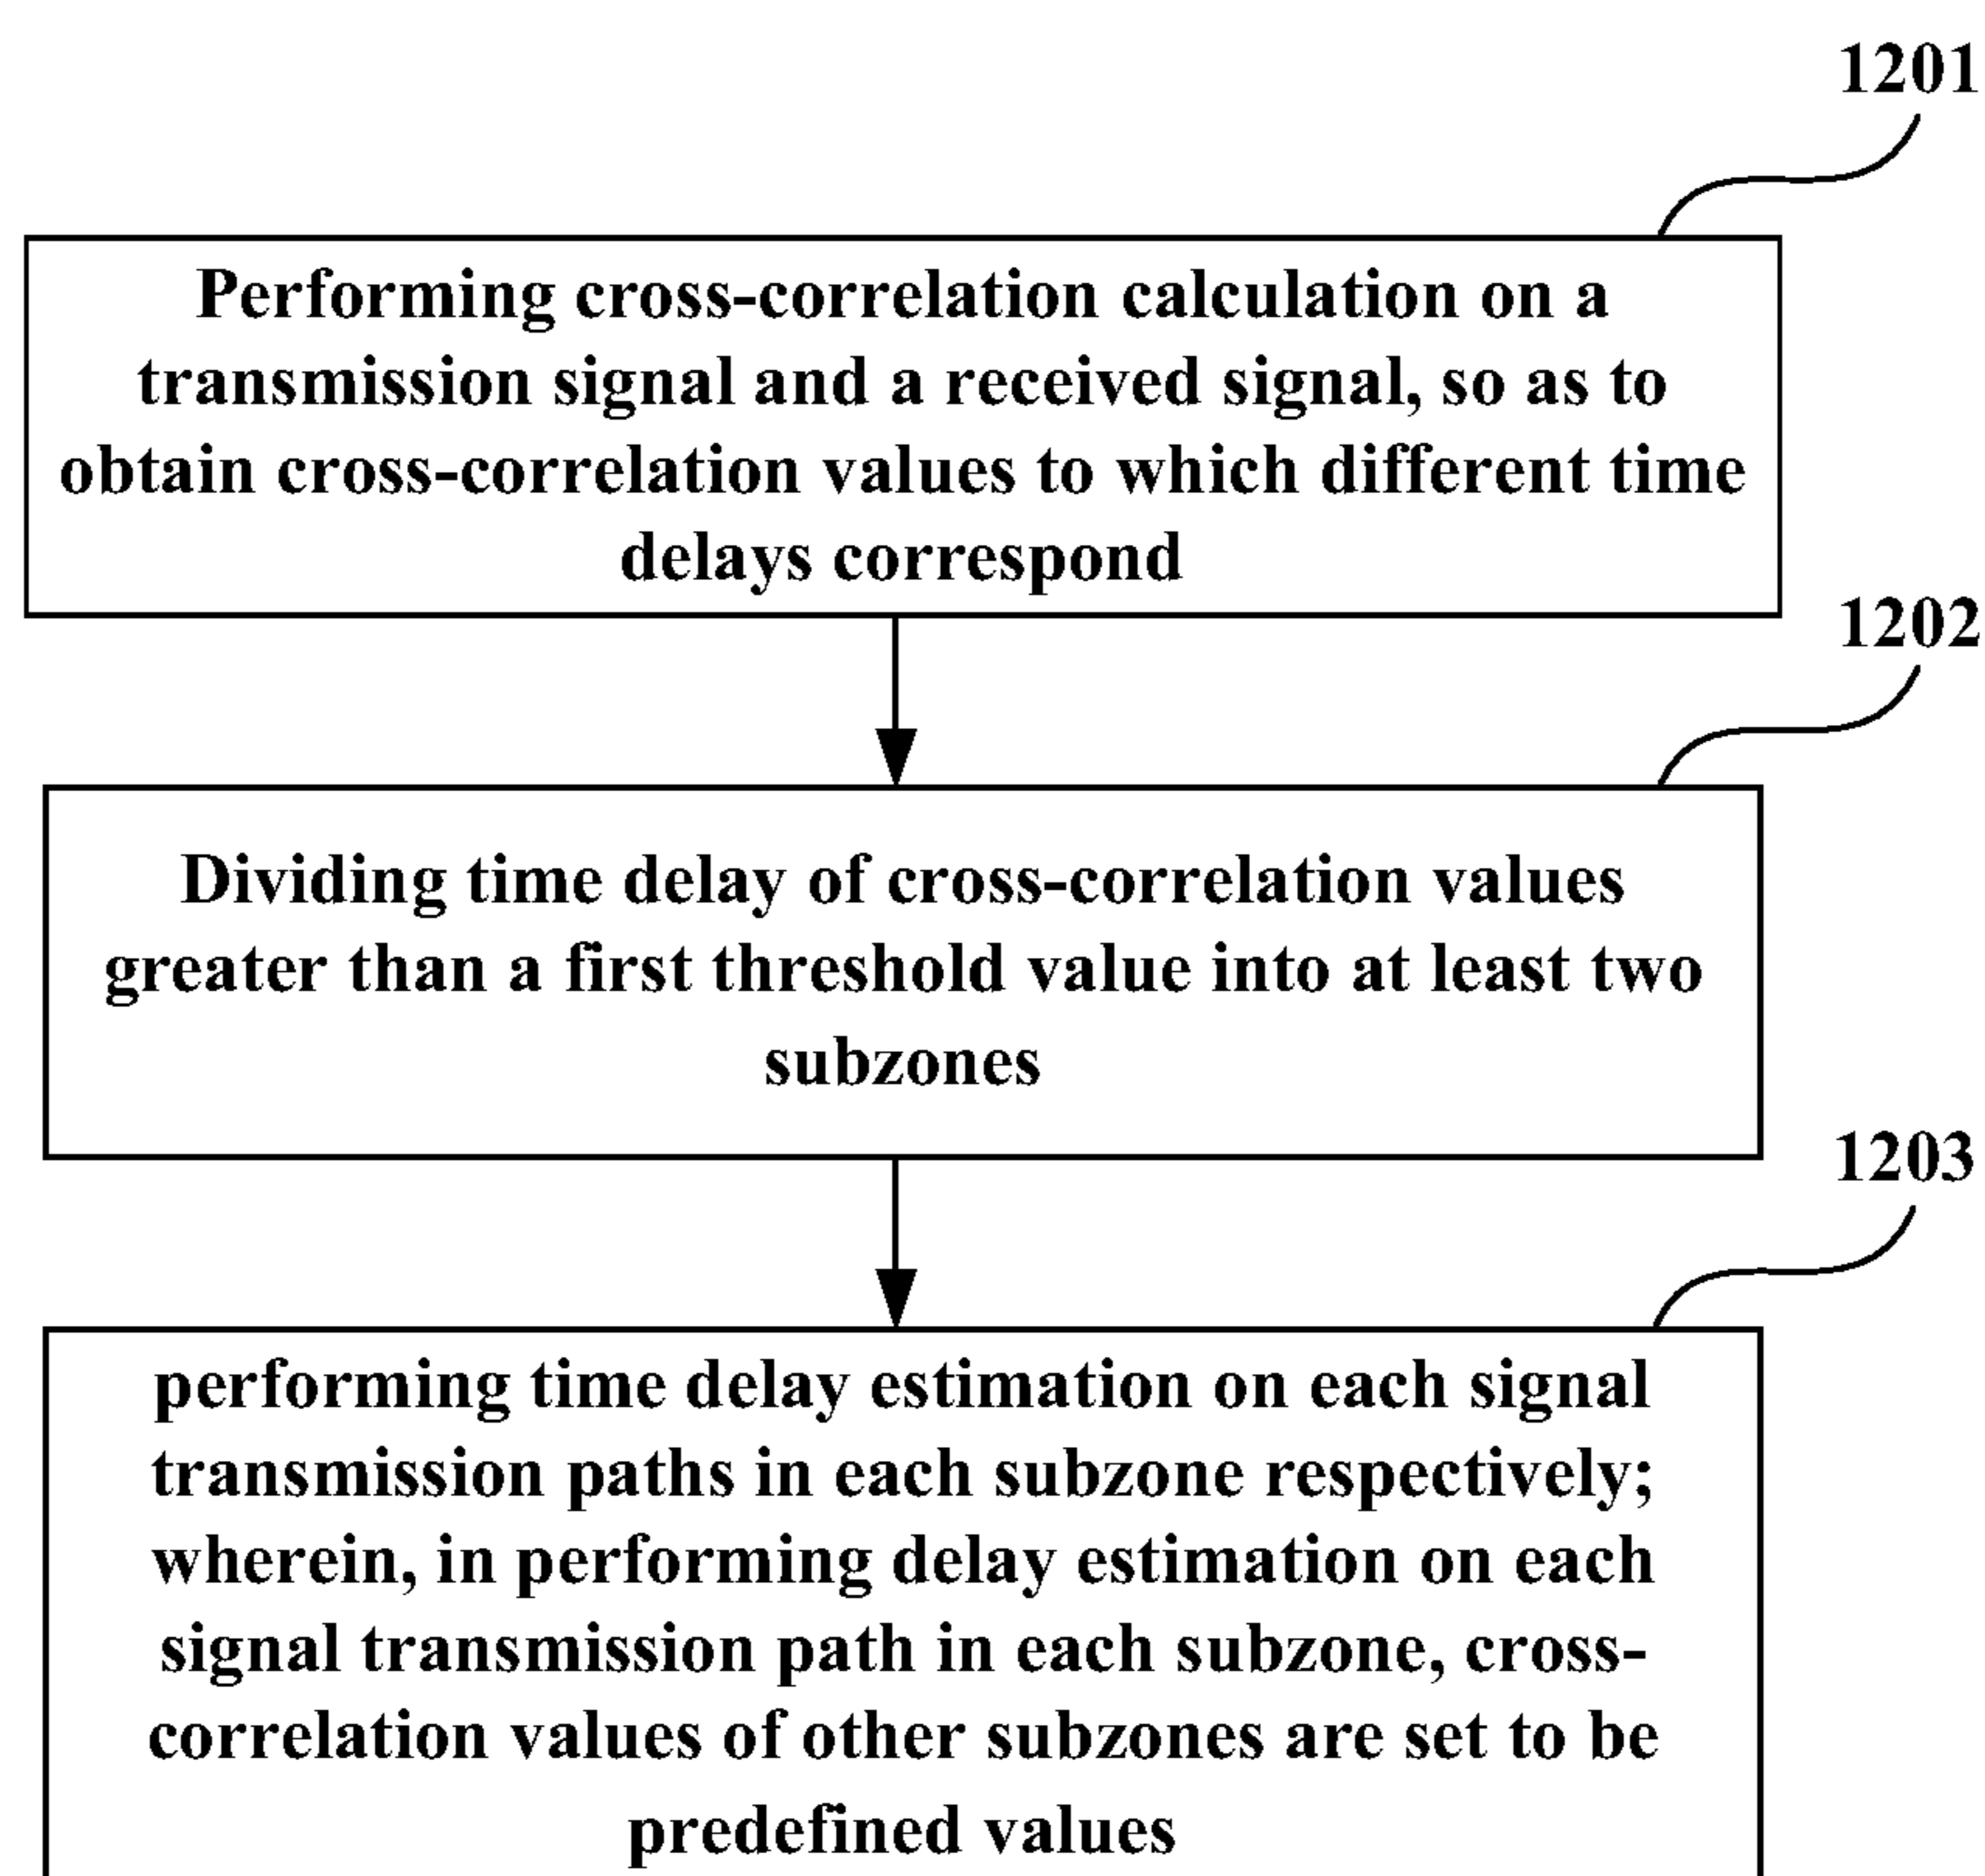 1201
Performing cross-correlation calculation on a
transmission signal and a received signal, so as to
obtain cross-correlation values to which different time
delays correspond
1202
Dividing time delay of cross-correlation values
greater than a first threshold value into at least two
subzones
1203
performing time delay estimation on each signal
transmission paths in each subzone respectively;
wherein, in performing delay estimation on each
signal transmission path in each subzone, cross-
correlation values of other subzones are set to be
predefined values